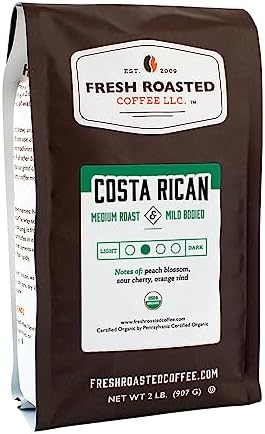 EST. 2009
FRESH ROASTED
COFFEE LLC.™
COSTA RICAN
MEDIUM ROAST & MILD BODIED
LIGHT DARK
Notes of: peach blossom,
sour cherry, orange rind
USDA
ORGANIC
www.freshroastedcoffee.com
Certified Organic by Pennsylvania Certified Organic
FRESHROASTEDCOFFEE.COM
NET WT 2 LB. (907 G)